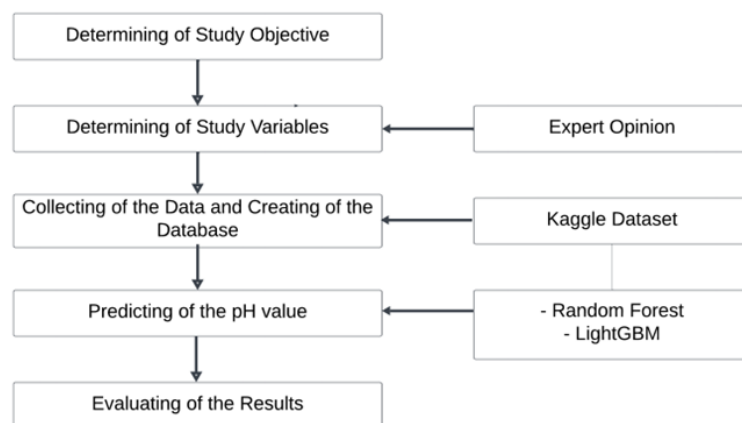 Determining of Study Objective
Determining of Study Variables
Expert Opinion
Collecting of the Data and Creating of the
Database
Kaggle Dataset
Predicting of the pH value
- Random Forest
- LightGBM
Evaluating of the Results